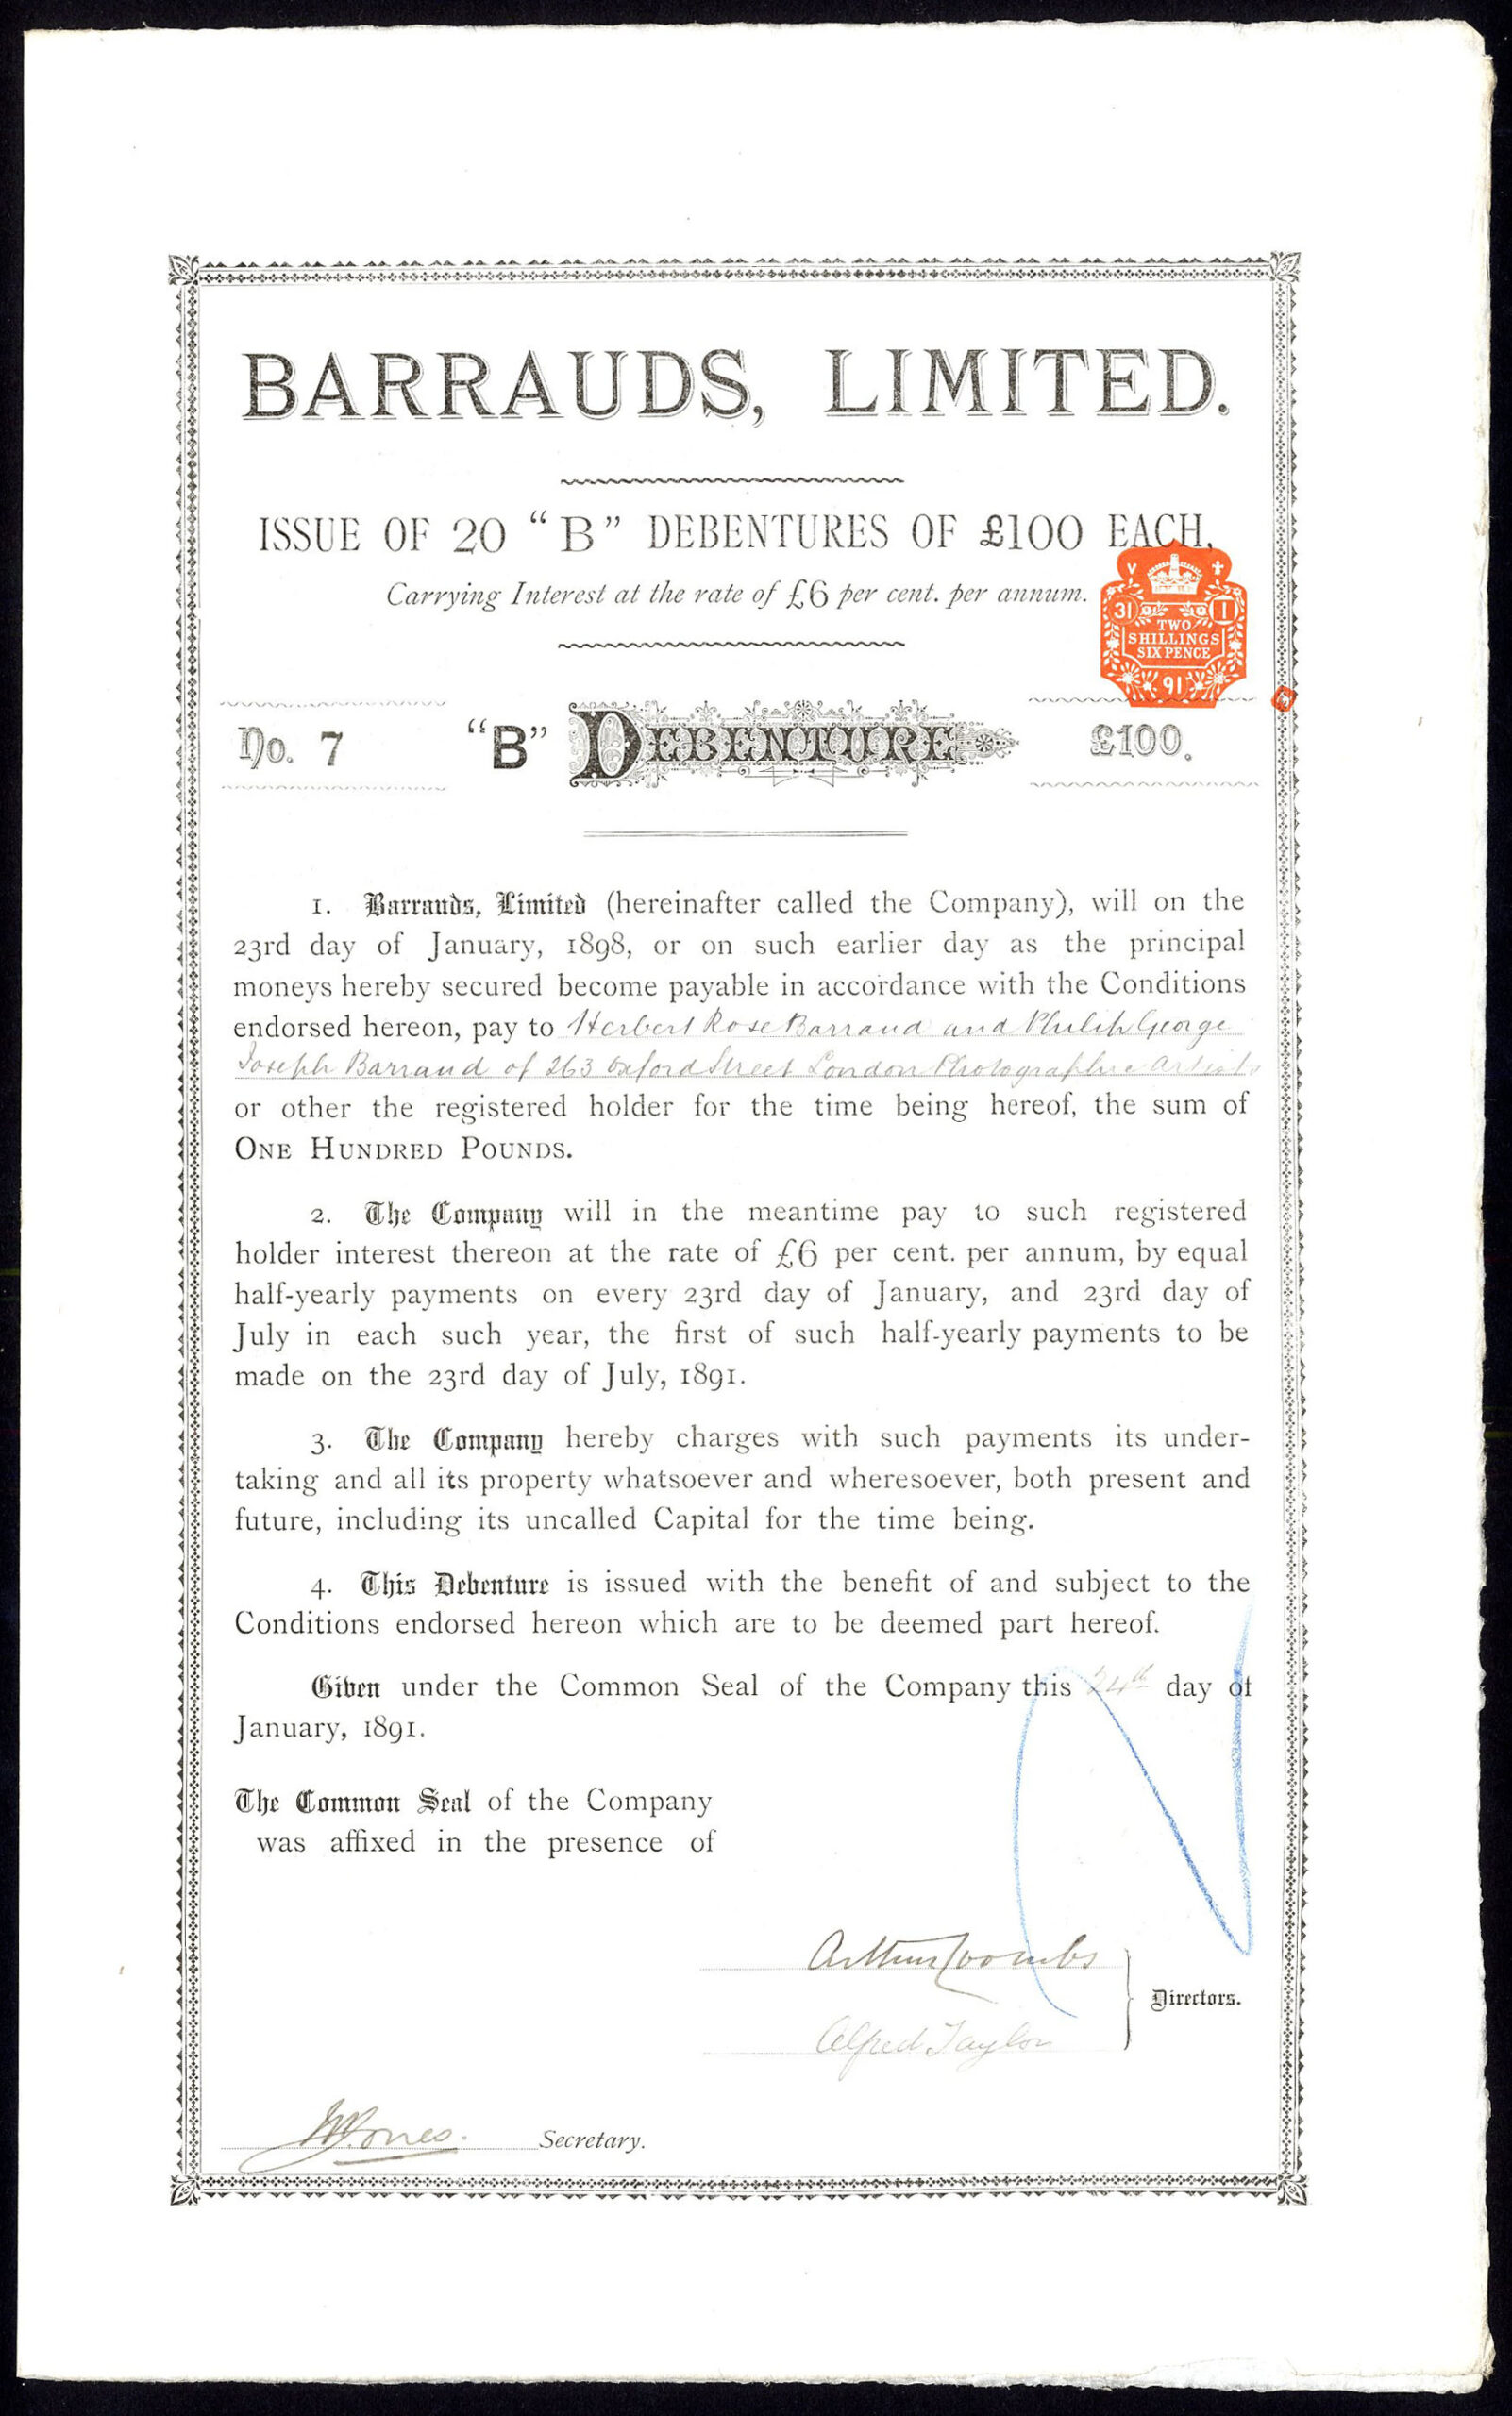 BARRAUDS, LIMITED.
ISSUE OF 20 "B" DEBENTURES OF £100 EACH,
Carrying Interest at the rate of £6 per cent. per annum.
V
31 1
TWO
SHILLINGS
SIX PENCE
91
No. 7 "B" DEBENTURE £100.
1. Barrauds, Limited (hereinafter called the Company), will on the
23rd day of January, 1898, or on such earlier day as the principal
moneys hereby secured become payable in accordance with the Conditions
endorsed hereon, pay to Herbert Rose Barraud and Philip George
Joseph Barraud of 263 Oxford Street London Photographic Artists
or other the registered holder for the time being hereof, the sum of
ONE HUNDRED POUNDS.
2. The Company will in the meantime pay to such registered
holder interest thereon at the rate of £6 per cent. per annum, by equal
half-yearly payments on every 23rd day of January, and 23rd day of
July in each such year, the first of such half-yearly payments to be
made on the 23rd day of July, 1891.
3. The Company hereby charges with such payments its under-
taking and all its property whatsoever and wheresoever, both present and
future, including its uncalled Capital for the time being.
4. This Debenture is issued with the benefit of and subject to the
Conditions endorsed hereon which are to be deemed part hereof.
Given under the Common Seal of the Company this 24th day of
January, 1891.
The Common Seal of the Company
was affixed in the presence of
Arthur Coombs
Directors.
Alfred Taylor
Jones. Secretary.